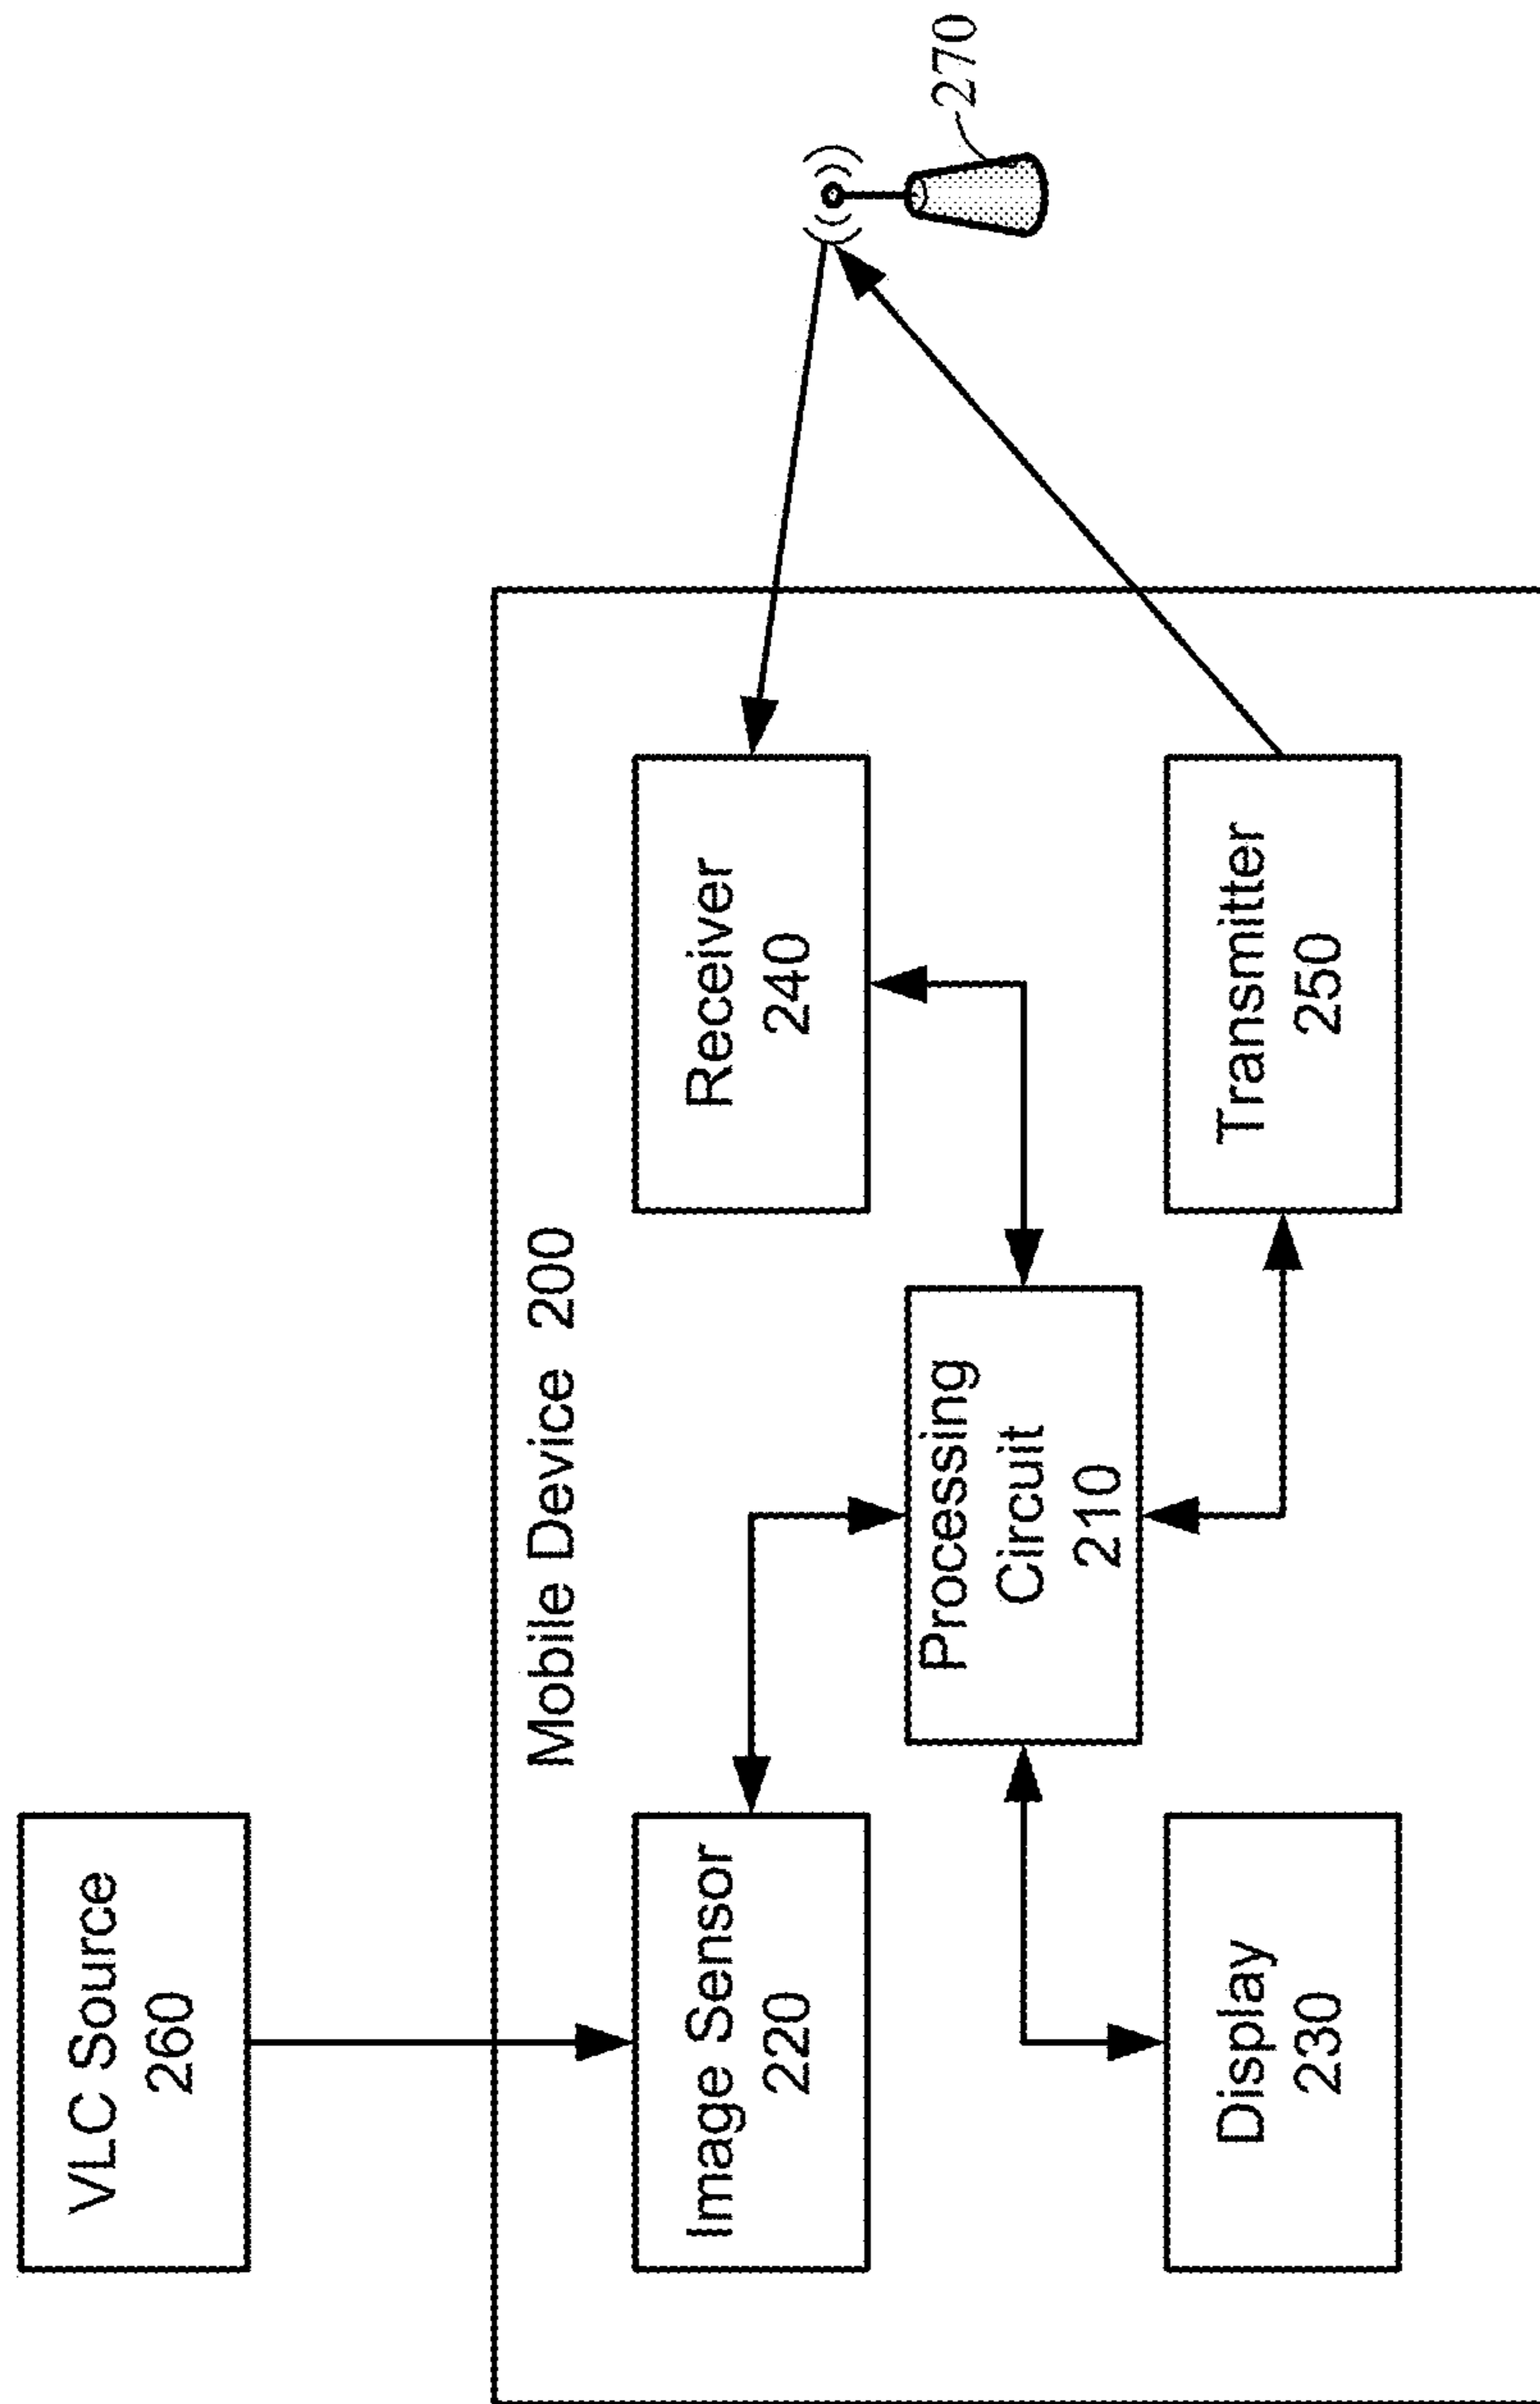 VLC Source
260
Mobile Device 200
Image Sensor
220
Receiver
240
270
Processing
Circuit
210
Display
230
Transmitter
250